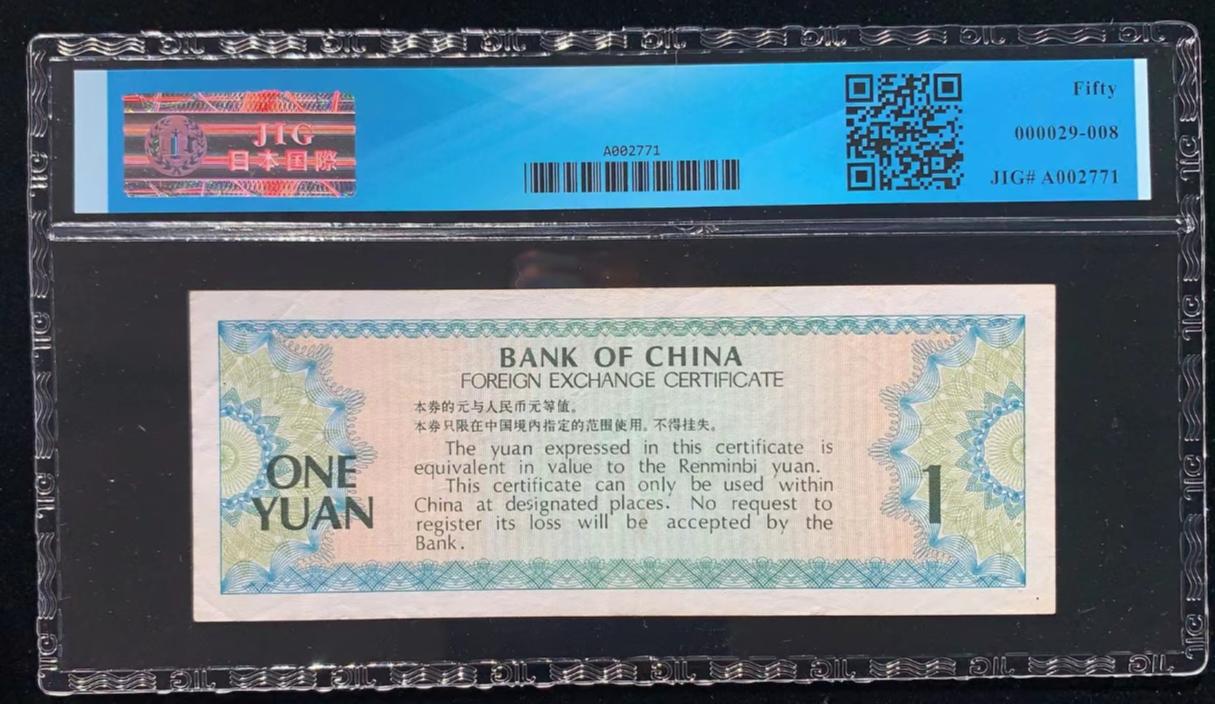 JIG
日本国際
A002771
Fifty
000029-008
JIG# A002771
BANK OF CHINA
FOREIGN EXCHANGE CERTIFICATE
本券的元与人民币元等值。
本券只限在中国境内指定的范围使用。不得挂失。
The yuan expressed in this certificate is
equivalent in value to the Renminbi yuan.
This certificate can only be used within
China at designated places. No request to
register its loss will be accepted by the
Bank.
ONE
YUAN
1